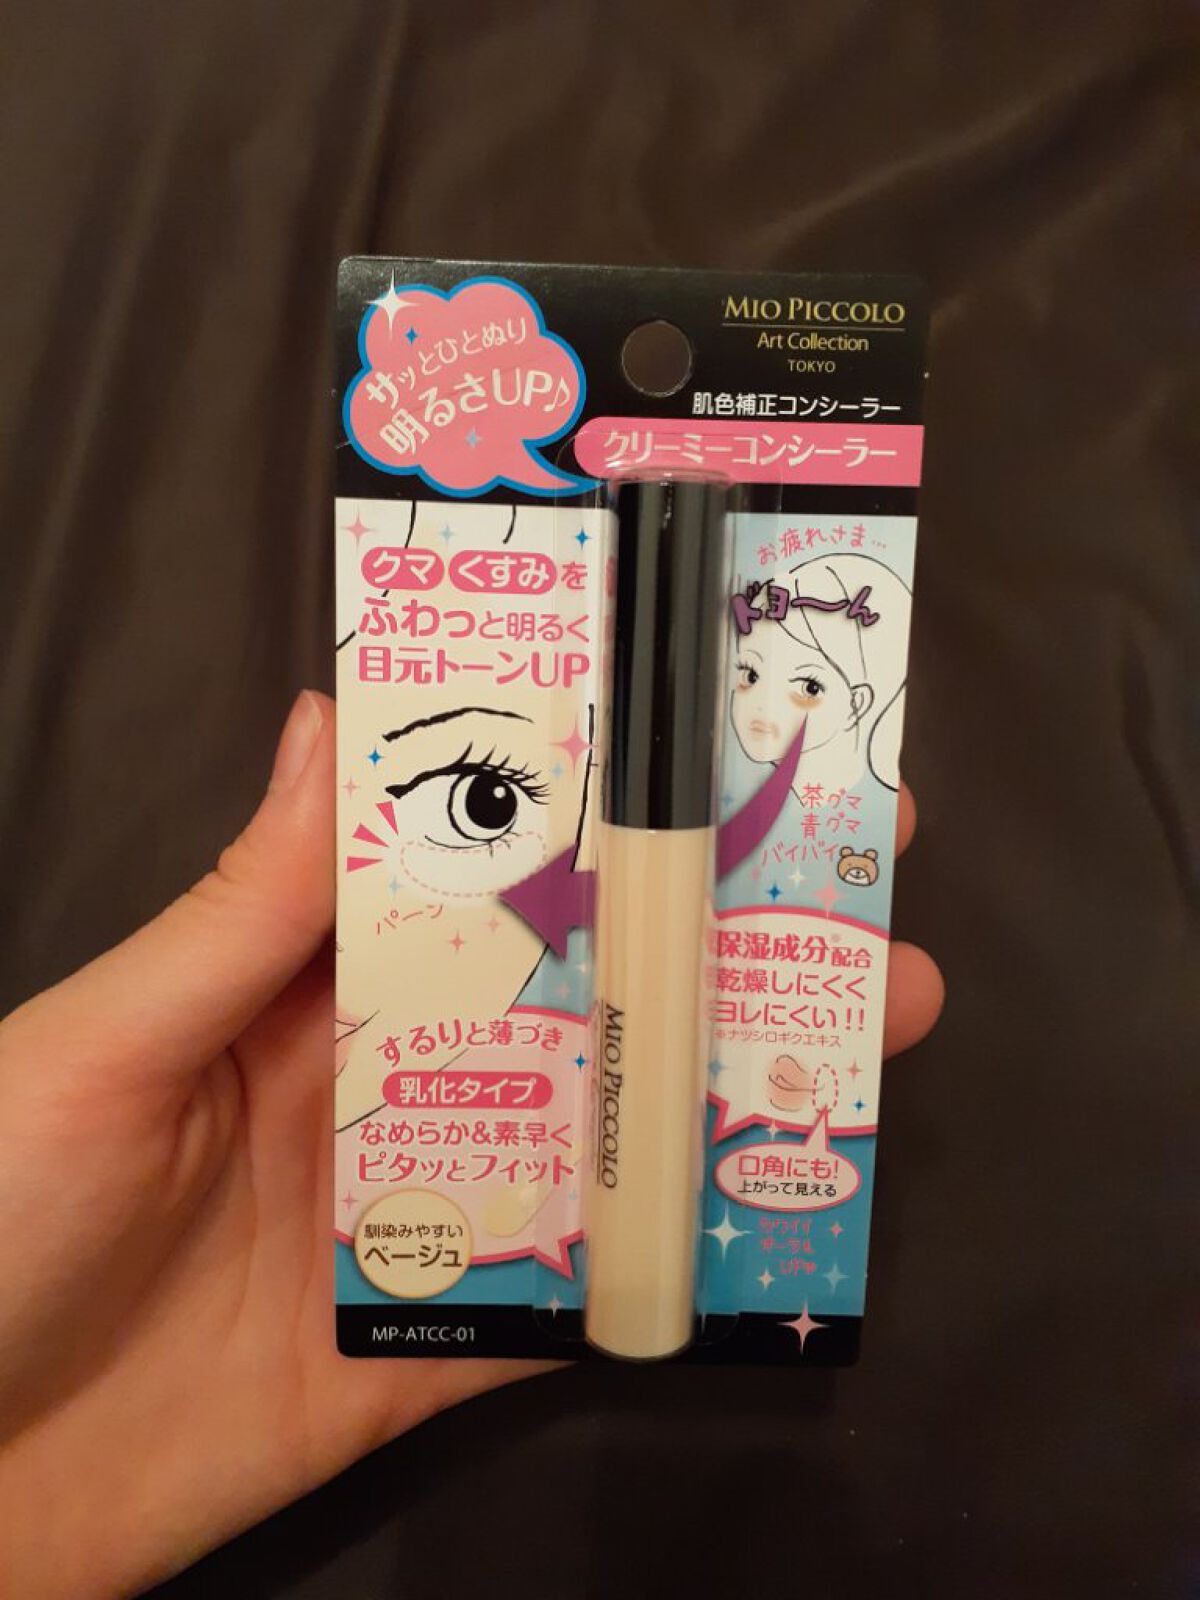 サッとひとぬり
明るさUP♪
MIO PICCOLO
Art Collection
TOKYO
肌色補正コンシーラー
クリーミーコンシーラー
クマ くすみを
ふわっと明るく
目元トーンUP
パーン
お疲れさま…
ドョ〜ん
茶グマ
青グマ
バイバイ
するりと薄づき
乳化タイプ
なめらか&素早く
ピタッとフィット
馴染みやすい
ベージュ
MP-ATCC-01
MIO PICCOLO
保湿成分※配合
乾燥しにくく
ヨレにくい!!
※ナツシロギクエキス
口角にも!
上がって見える